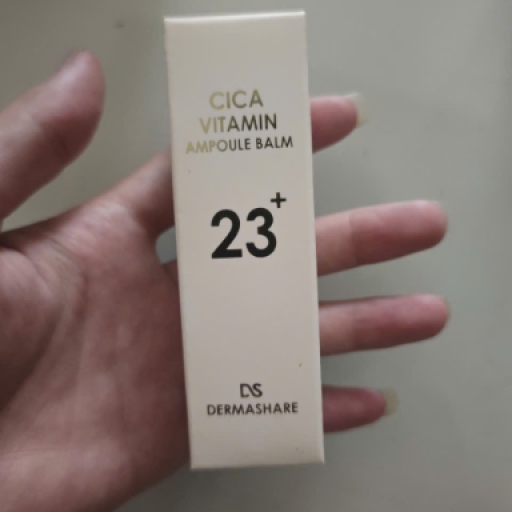 CICA
VITAMIN
AMPOULE BALM
23+
DS
DERMASHARE